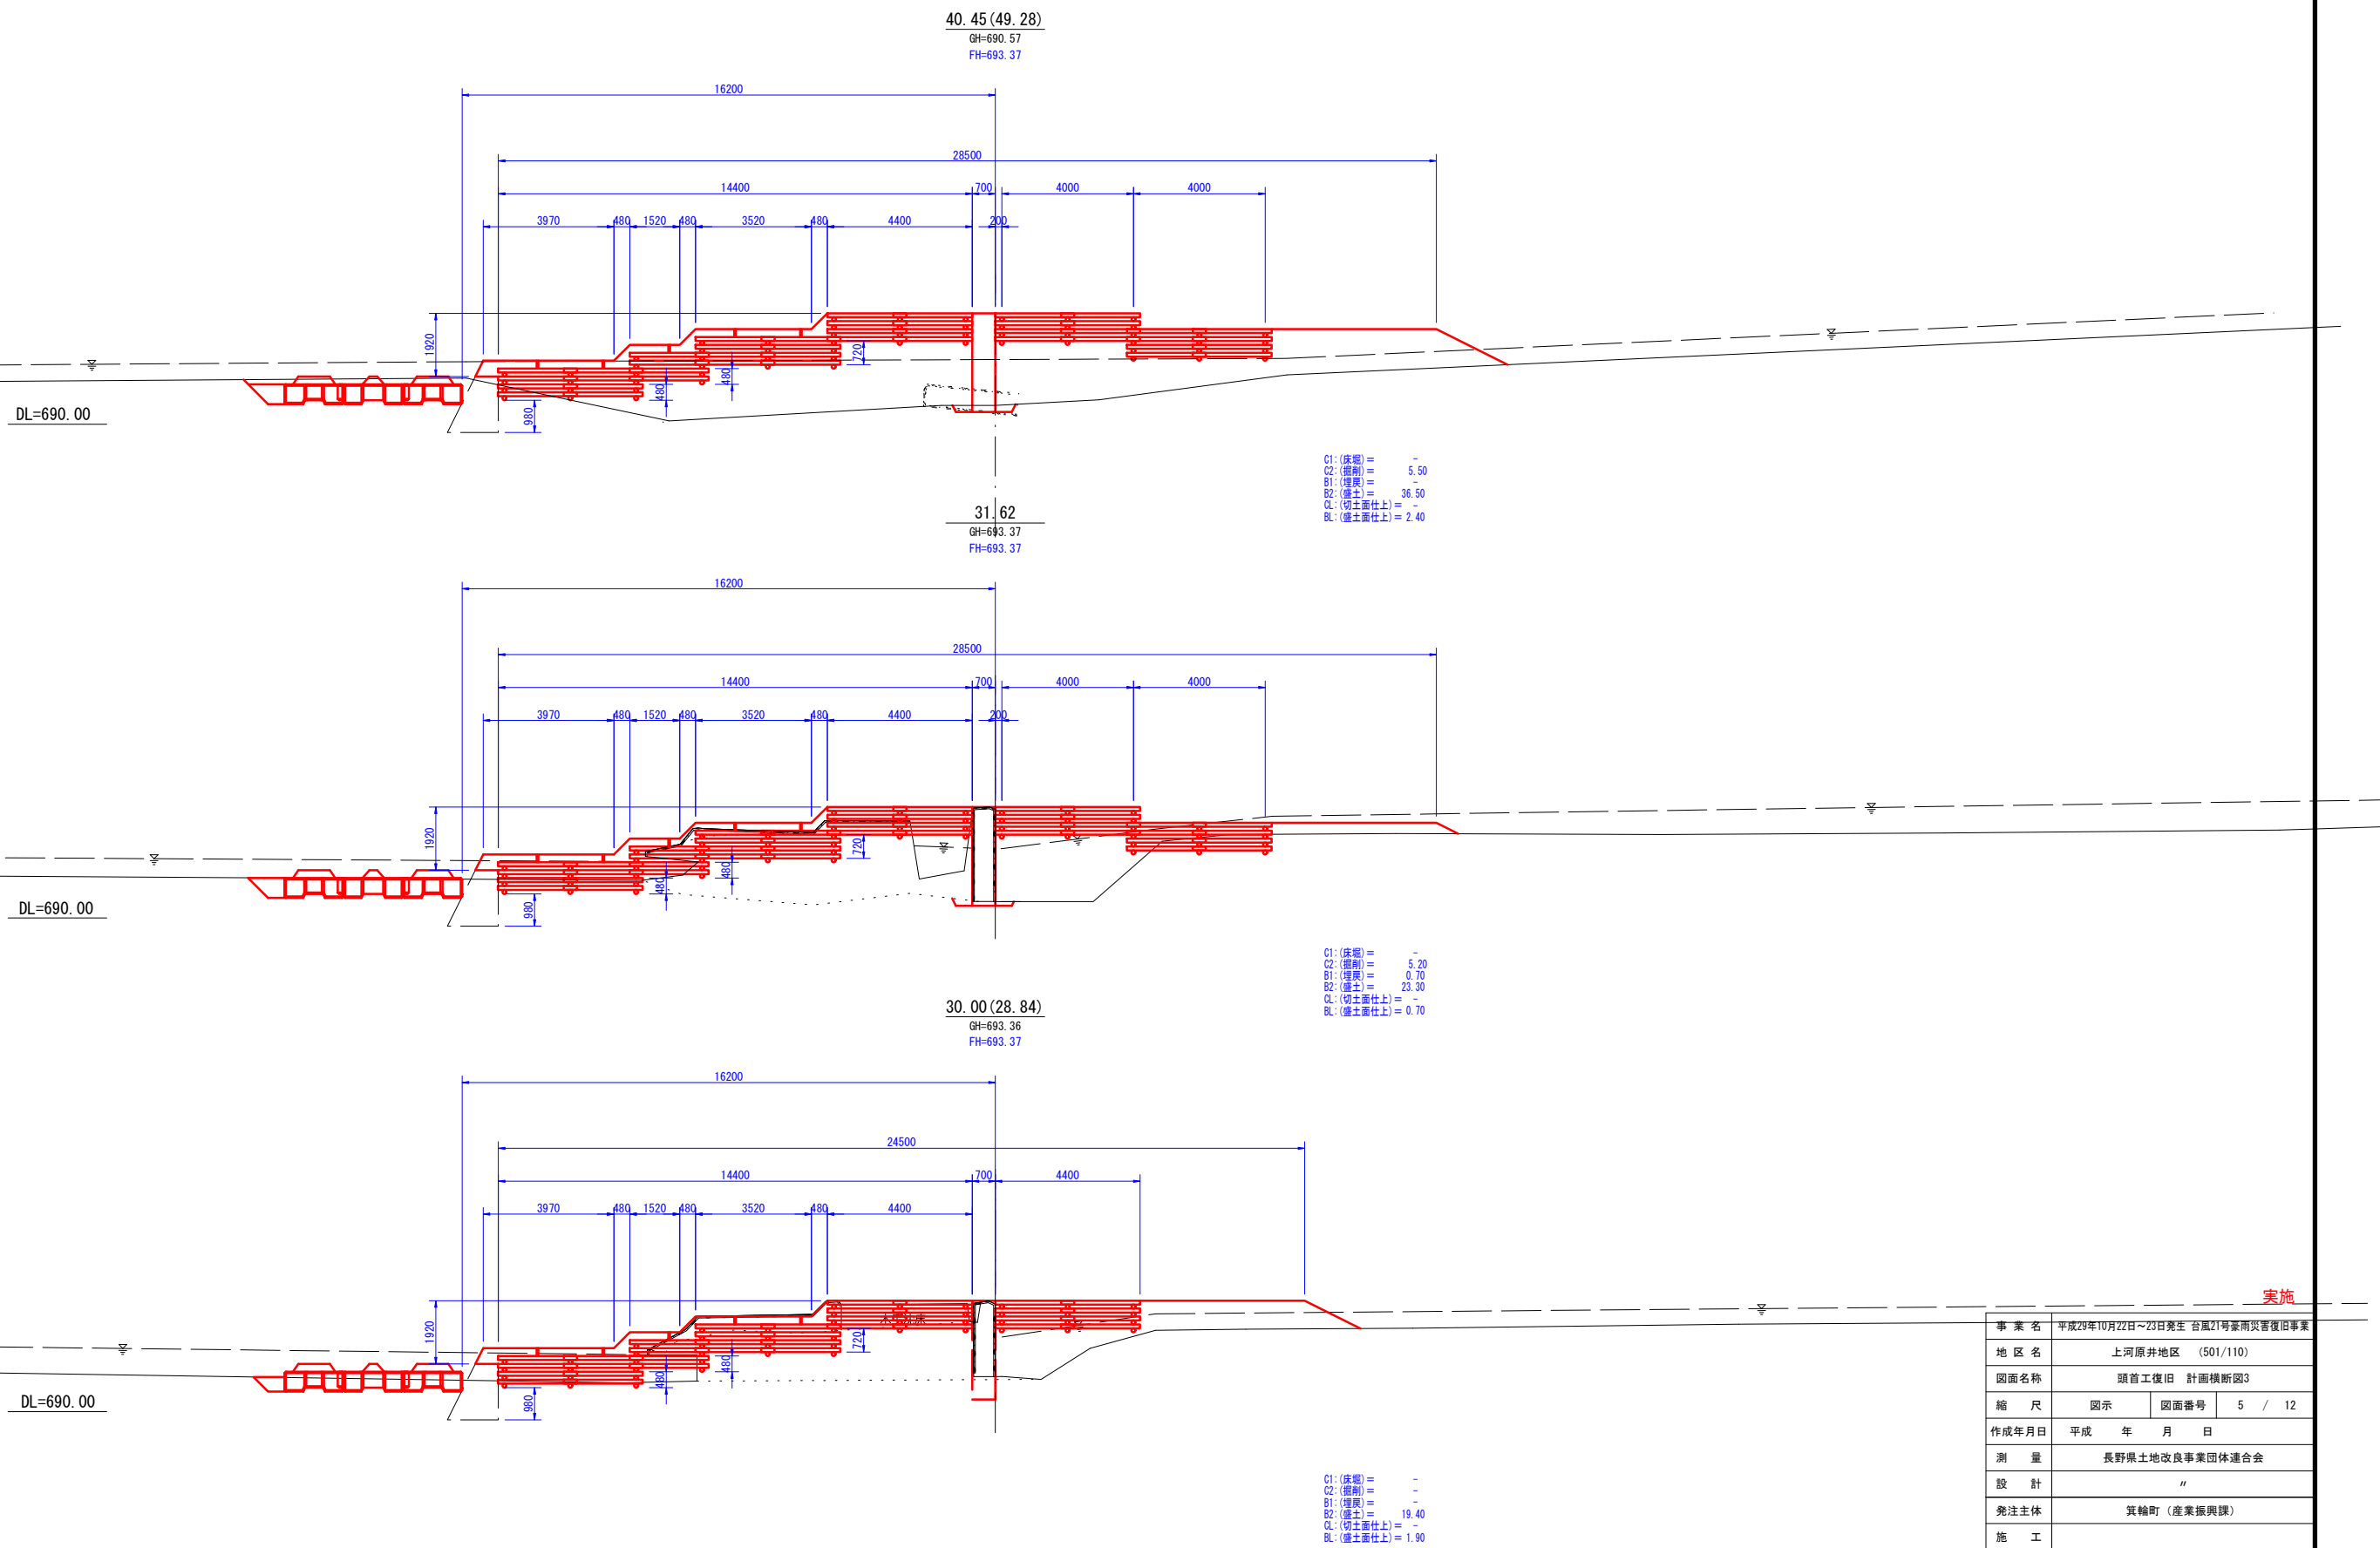 40.45(49.28)
GH=690.57
FH=693.37
16200
28500
14400 700 4000 4000
3970 480 1520 480 3520 480 4400 200
1920
720
480
480
980
DL=690.00
C1:(床堀)= -
C2:(掘削)= 5.50
B1:(埋戻)= -
B2:(盛土)= 36.50
CL:(切土面仕上)= -
BL:(盛土面仕上)= 2.40
31.62
GH=693.37
FH=693.37
16200
28500
14400 700 4000 4000
3970 480 1520 480 3520 480 4400 200
1920
720
480
480
980
DL=690.00
C1:(床堀)= -
C2:(掘削)= 5.20
B1:(埋戻)= 0.70
B2:(盛土)= 23.30
CL:(切土面仕上)= -
BL:(盛土面仕上)= 0.70
30.00(28.84)
GH=693.36
FH=693.37
16200
24500
14400 700 4400
3970 480 1520 480 3520 480 4400
1920
720
480
480
980
DL=690.00
C1:(床堀)= -
C2:(掘削)= -
B1:(埋戻)= -
B2:(盛土)= 19.40
CL:(切土面仕上)= -
BL:(盛土面仕上)= 1.90
実施
事業名 平成29年10月22日~23日発生 台風21号豪雨災害復旧事業
地区名 上河原井地区 (501/110)
図面名称 頭首工復旧 計画横断図3
縮尺 図示 図面番号 5 / 12
作成年月日 平成 年 月 日
測量 長野県土地改良事業団体連合会
設計 〃
発注主体 箕輪町(産業振興課)
施工